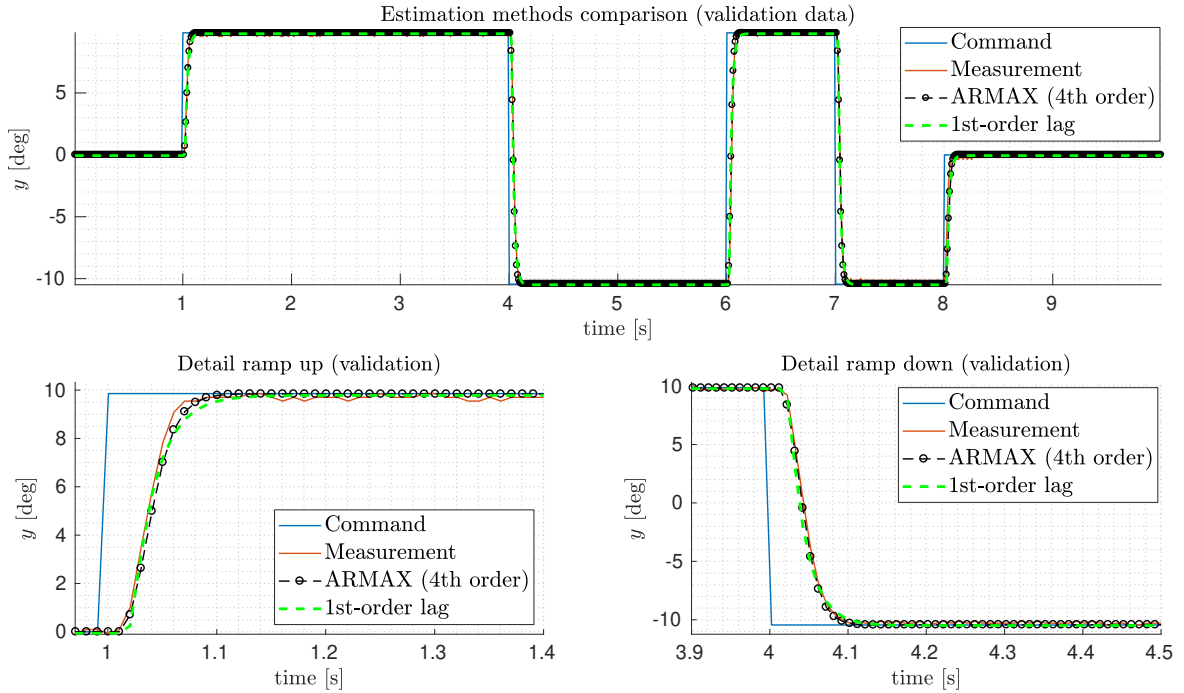 Estimation methods comparison (validation data)
y [deg]
5
0
-5
-10
1 2 3 4 5 6 7 8 9
time [s]
Command
Measurement
ARMAX (4th order)
1st-order lag
Detail ramp up (validation)
y [deg]
10
8
6
4
2
0
1 1.1 1.2 1.3 1.4
time [s]
Command
Measurement
ARMAX (4th order)
1st-order lag
Detail ramp down (validation)
y [deg]
10
5
0
-5
-10
3.9 4 4.1 4.2 4.3 4.4 4.5
time [s]
Command
Measurement
ARMAX (4th order)
1st-order lag